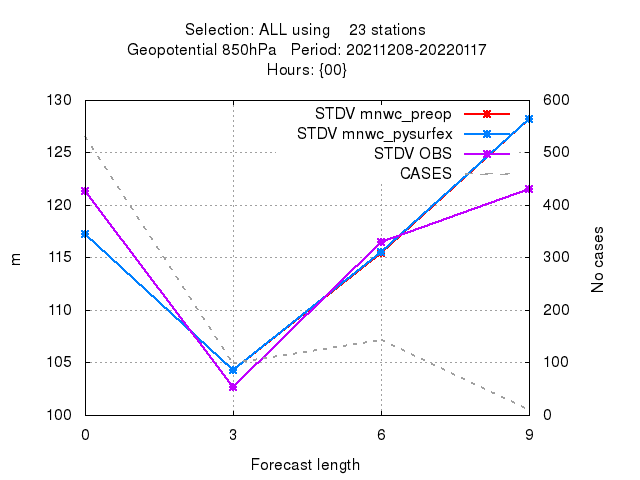 Selection: ALL using 23 stations
Geopotential 850hPa Period: 20211208-20220117
Hours: {00}
130 600
STDV mnwc_preop
STDV mnwc_pysurfex
125 500
STDV OBS
CASES
120 400
115 300
m
No cases
110 200
105 100
100 0
0 3 6 9
Forecast length